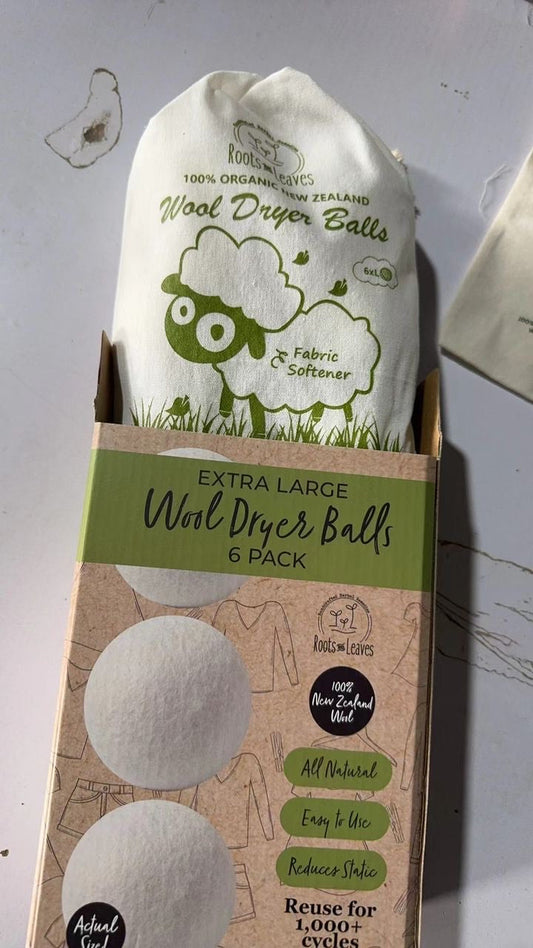 Roots Leaves
100% ORGANIC NEW ZEALAND
Wool Dryer Balls
6xL
& Fabric
Softener
EXTRA LARGE
Wool Dryer Balls
6 PACK
Roots Leaves
100%
New Zealand
Wool
All Natural
Easy to Use
Reduces Static
Reuse for
1,000+
cycles
Actual
Sized